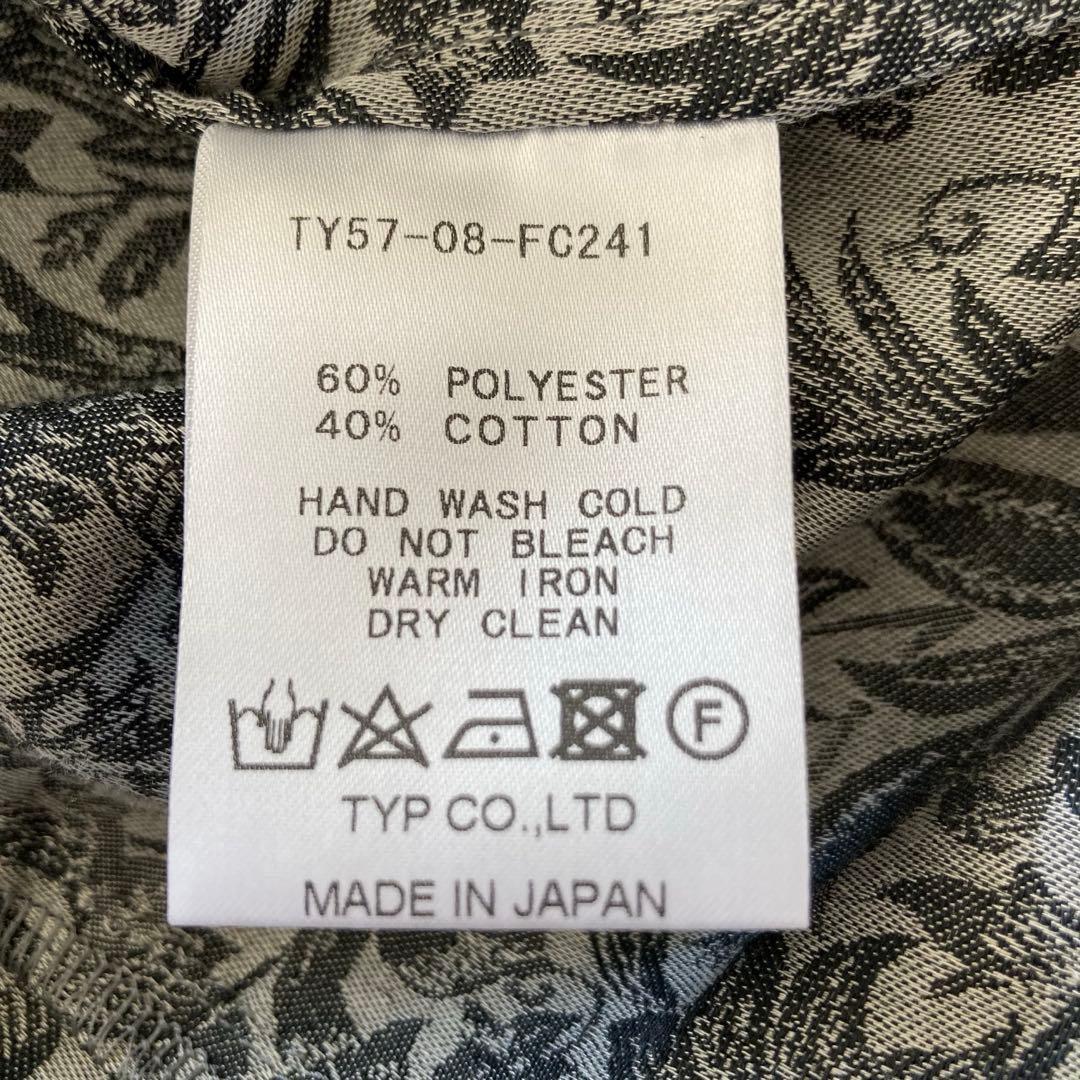 TY57-08-FC241
60% POLYESTER
40% COTTON
HAND WASH COLD
DO NOT BLEACH
WARM IRON
DRY CLEAN
F
TYP CO.,LTD
MADE IN JAPAN